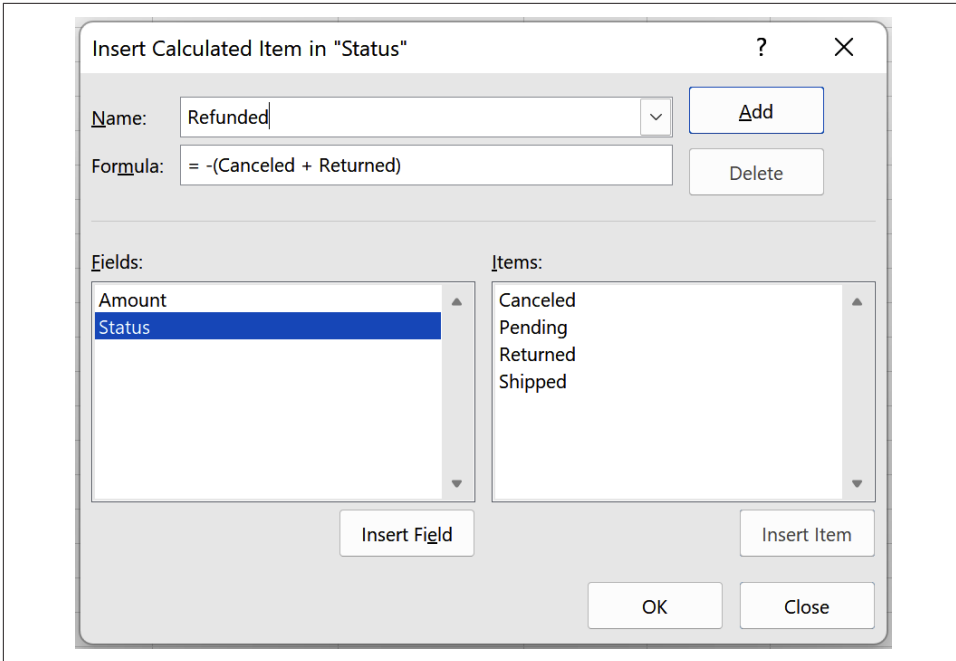 Insert Calculated Item in "Status" ?
Name: Refunded Add
Formula: = -(Canceled + Returned) Delete
Fields: Items:
Amount Canceled
Status Pending
Returned
Shipped
Insert Field Insert Item
OK Close